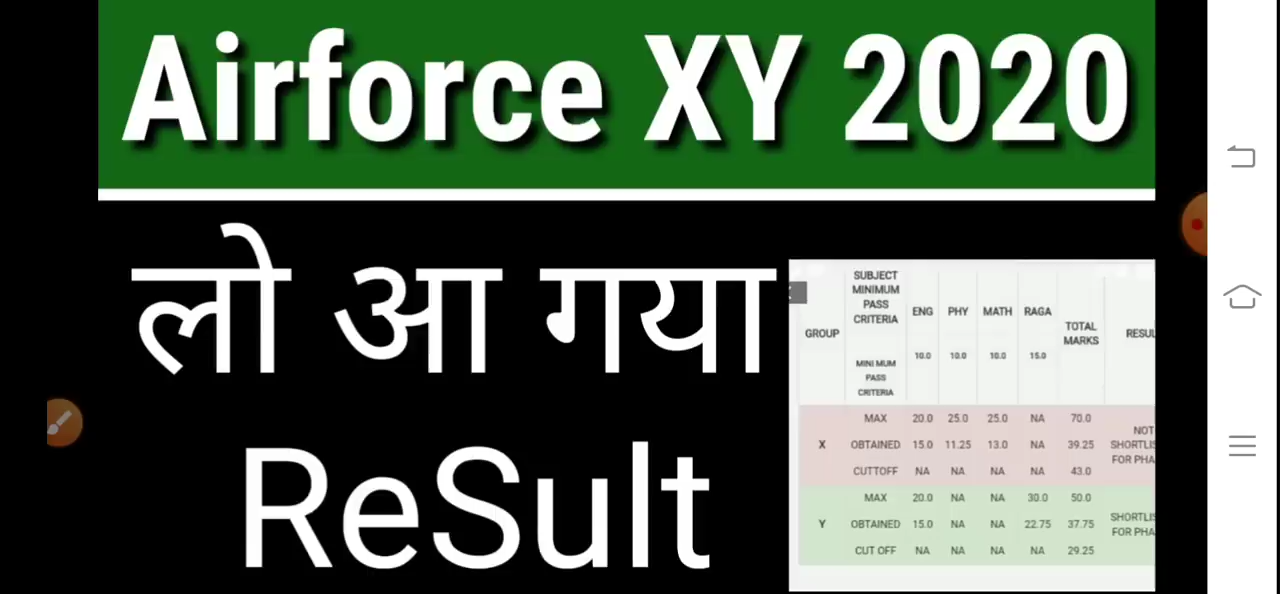 Airforce XY 2020
लो आ गया
ReSult
GROUP SUBJECT MINIMUM PASS CRITERIA ENG PHY MATH RAGA TOTAL MARKS
MINI MUM PASS CRITERIA 10.0 10.0 10.0 15.0
X MAX 20.0 25.0 25.0 NA 70.0
OBTAINED 15.0 11.25 13.0 NA 39.25 NOT
CUTTOFF NA NA NA NA 43.0 FOR
Y MAX 20.0 NA NA 30.0 50.0
OBTAINED 15.0 NA NA 22.75 37.75 FOR
CUT OFF NA NA NA NA 29.25